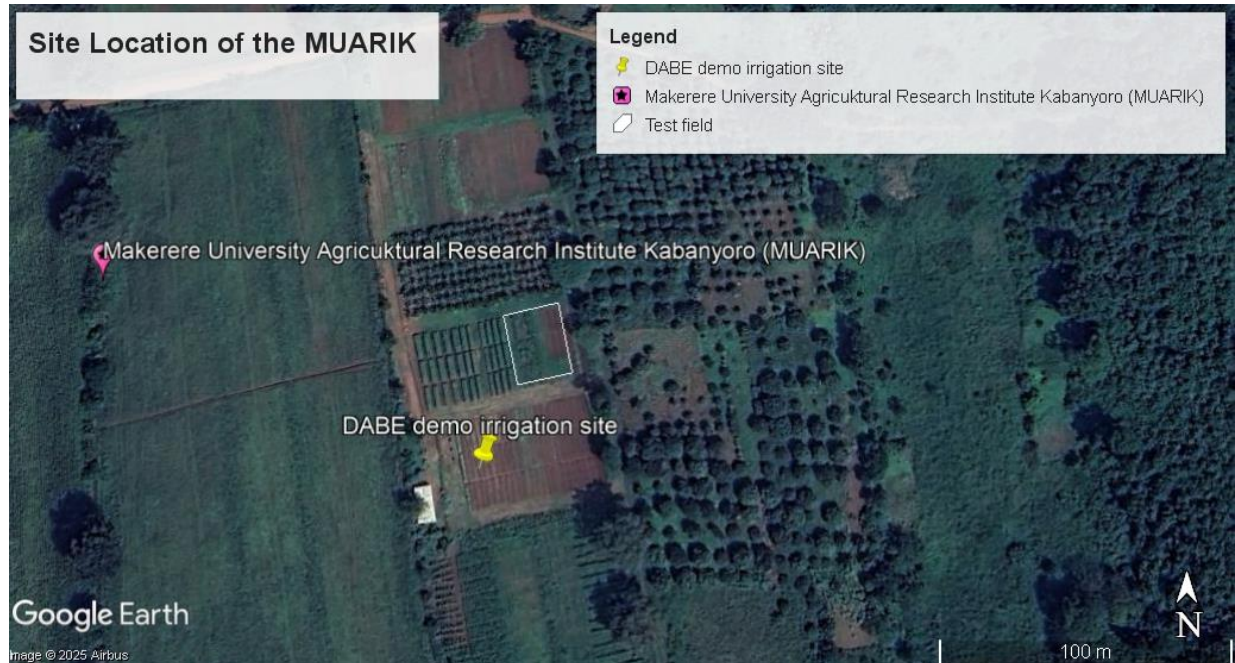 Site Location of the MUARIK
Legend
DABE demo irrigation site
Makerere University Agricuktural Research Institute Kabanyoro (MUARIK)
Test field
Makerere University Agricuktural Research Institute Kabanyoro (MUARIK)
DABE demo irrigation site
Google Earth
Image © 2025 Airbus
N
100 m